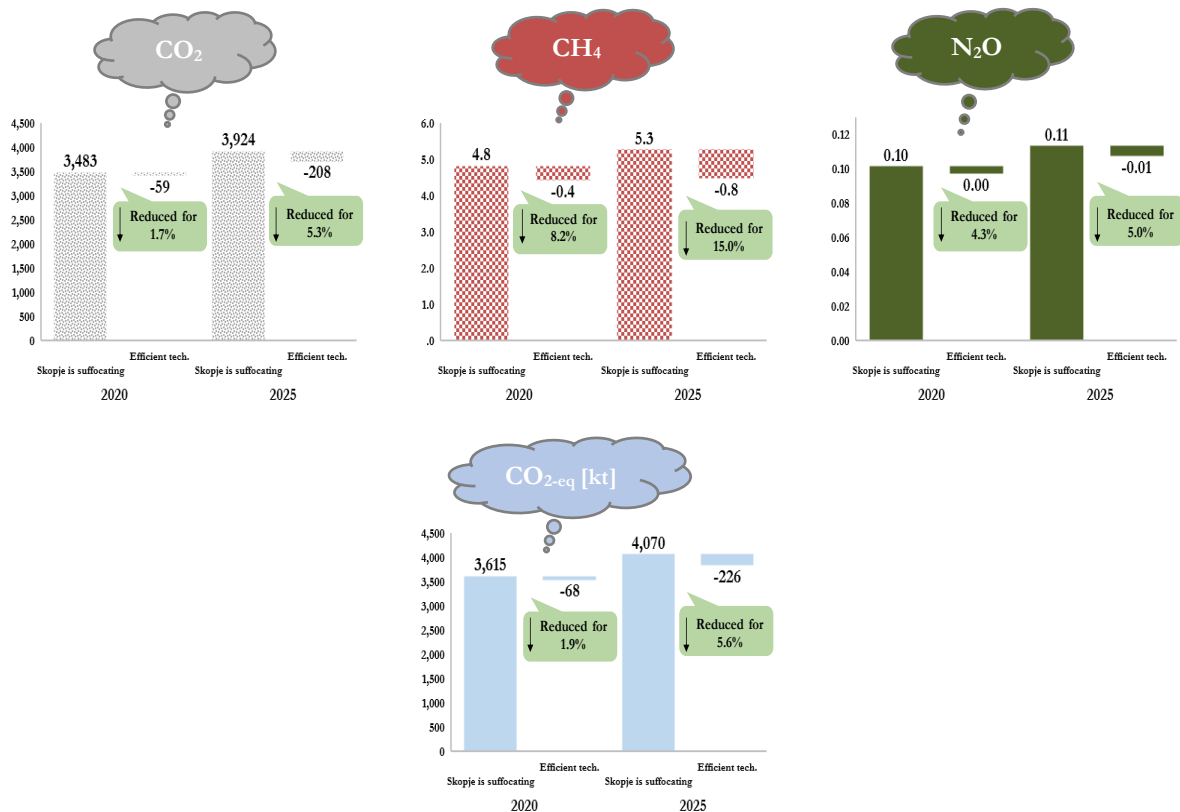 CO₂
4,500
4,000
3,500
3,000
2,500
2,000
1,500
1,000
500
0
3,483
-59
3,924
-208
Reduced for
1.7%
Reduced for
5.3%
Efficient tech.
Efficient tech.
Skopje is suffocating
Skopje is suffocating
2020
2025
CH₄
6.0
5.0
4.0
3.0
2.0
1.0
.0
4.8
-0.4
5.3
-0.8
Reduced for
8.2%
Reduced for
15.0%
Efficient tech.
Efficient tech.
Skopje is suffocating
Skopje is suffocating
2020
2025
N₂O
0.12
0.10
0.08
0.06
0.04
0.02
0.00
0.10
0.00
0.11
-0.01
Reduced for
4.3%
Reduced for
5.0%
Efficient tech.
Efficient tech.
Skopje is suffocating
Skopje is suffocating
2020
2025
CO₂₋eq [kt]
4,500
4,000
3,500
3,000
2,500
2,000
1,500
1,000
500
0
3,615
-68
4,070
-226
Reduced for
1.9%
Reduced for
5.6%
Efficient tech.
Efficient tech.
Skopje is suffocating
Skopje is suffocating
2020
2025